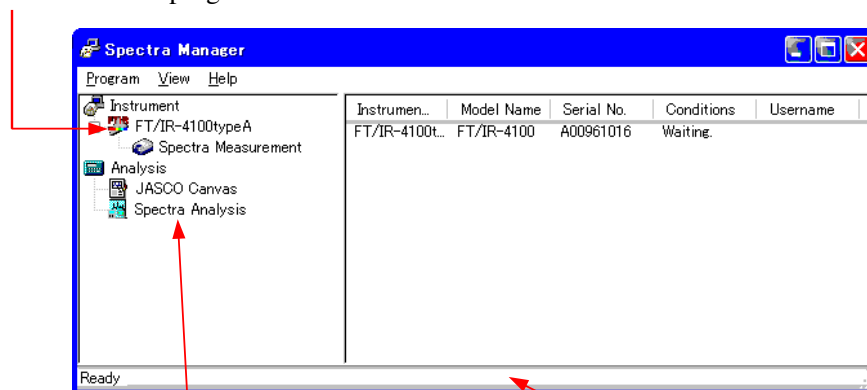 Spectra Manager
Program View Help
Instrument
FT/IR-4100typeA
Spectra Measurement
Analysis
JASCO Canvas
Spectra Analysis
Instrumen... Model Name Serial No. Conditions Username
FT/IR-4100t... FT/IR-4100 A00961016 Waiting.
Ready